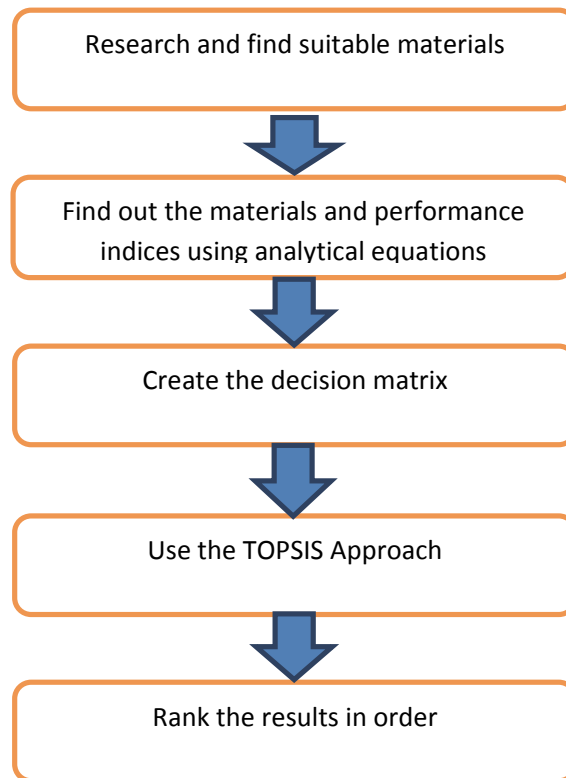 Research and find suitable materials
Find out the materials and performance
indices using analytical equations
Create the decision matrix
Use the TOPSIS Approach
Rank the results in order